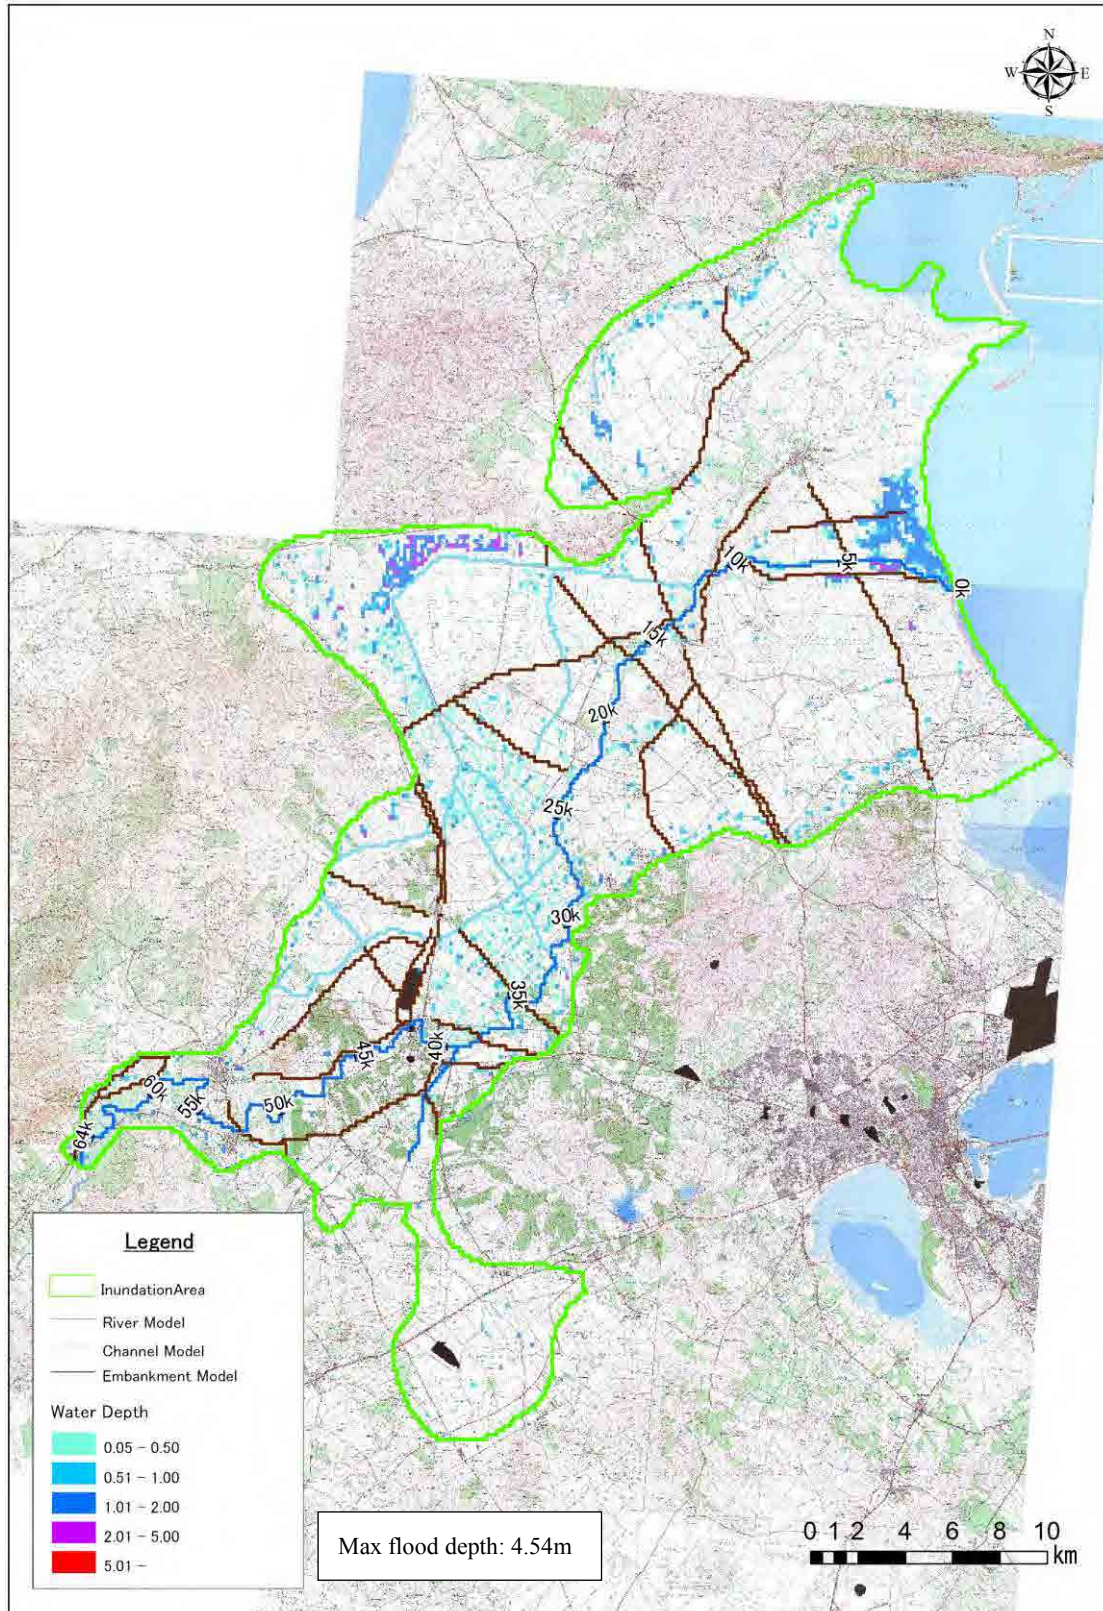 N
W E
S
0k
5k
10k
15k
20k
25k
30k
35k
40k
45k
50k
55k
60k
64k
Legend
InundationArea
River Model
Channel Model
Embankment Model
Water Depth
0.05 - 0.50
0.51 - 1.00
1.01 - 2.00
2.01 - 5.00
5.01 -
Max flood depth: 4.54m
0 1 2 4 6 8 10
km